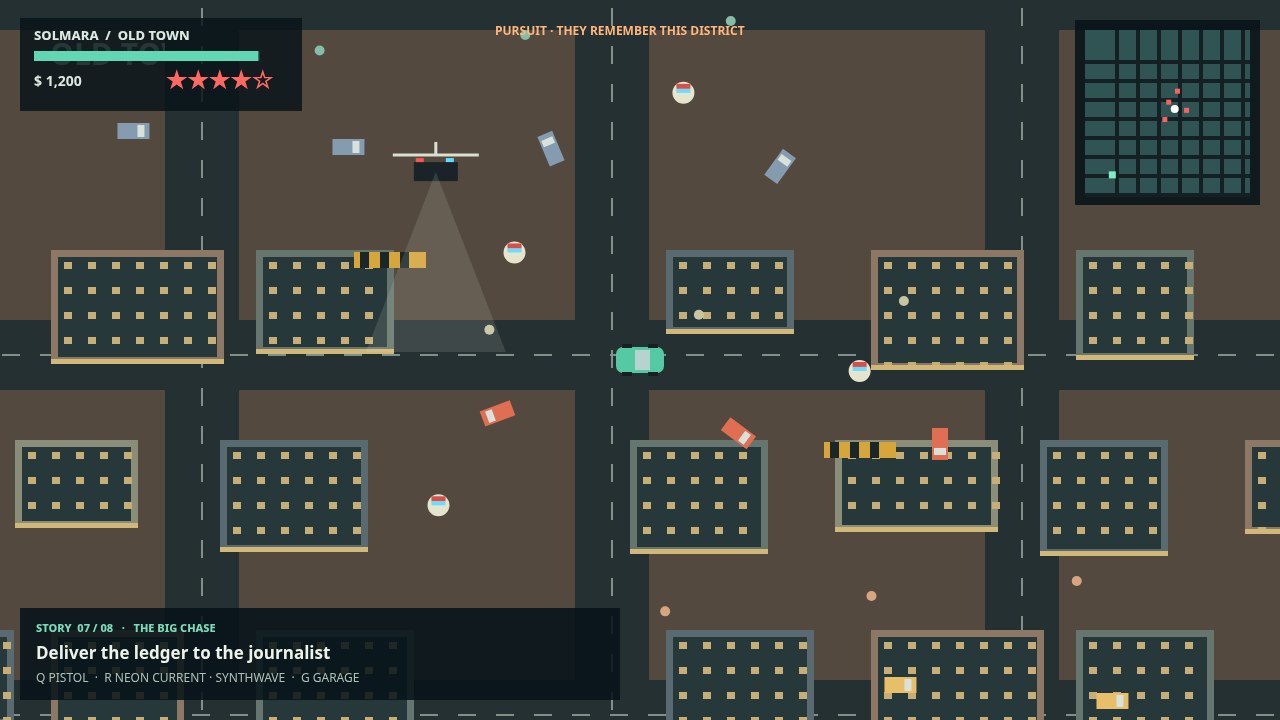 SOLMARA / OLD TOWN
$ 1,200
★★★★☆
PURSUIT · THEY REMEMBER THIS DISTRICT
STORY 07 / 08 · THE BIG CHASE
Deliver the ledger to the journalist
Q PISTOL · R NEON CURRENT · SYNTHWAVE · G GARAGE